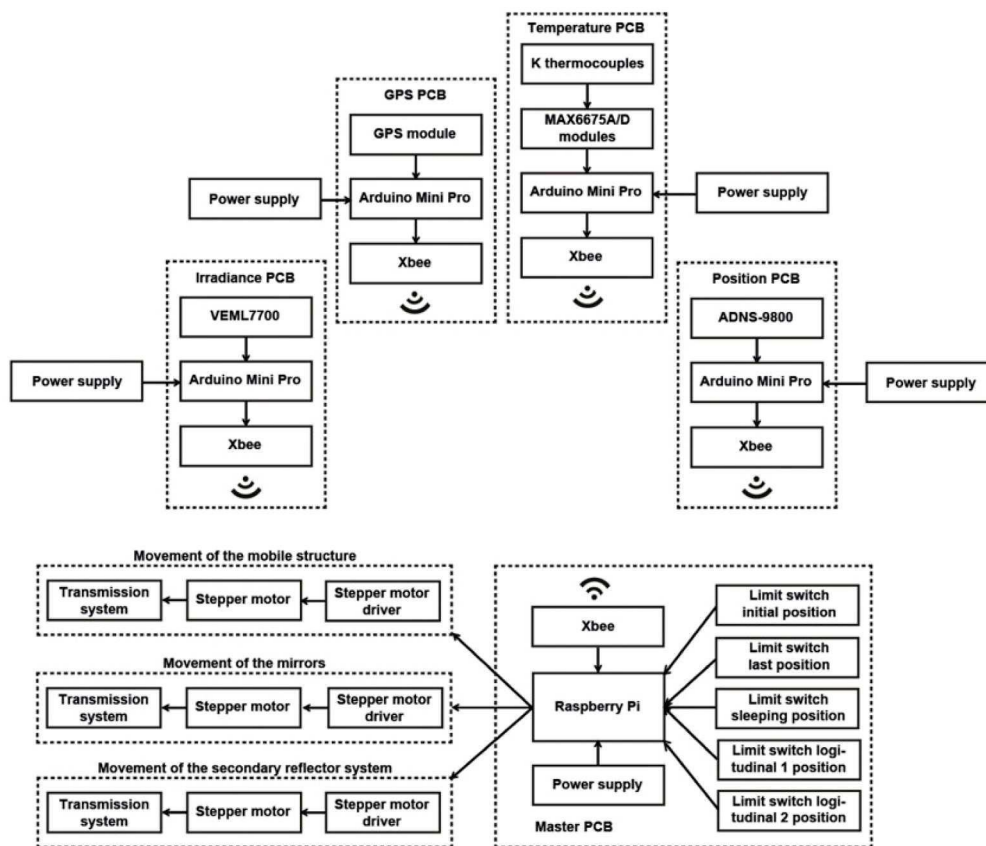 Temperature PCB
K thermocouples
MAX6675A/D
modules
Arduino Mini Pro
Xbee
Power supply
GPS PCB
GPS module
Arduino Mini Pro
Xbee
Power supply
Irradiance PCB
VEML7700
Arduino Mini Pro
Xbee
Power supply
Position PCB
ADNS-9800
Arduino Mini Pro
Xbee
Power supply
Movement of the mobile structure
Transmission
system
Stepper motor
Stepper motor
driver
Movement of the mirrors
Transmission
system
Stepper motor
Stepper motor
driver
Movement of the secondary reflector system
Transmission
system
Stepper motor
Stepper motor
driver
Xbee
Raspberry Pi
Power supply
Master PCB
Limit switch
initial position
Limit switch
last position
Limit switch
sleeping position
Limit switch logi-
tudinal 1 position
Limit switch logi-
tudinal 2 position